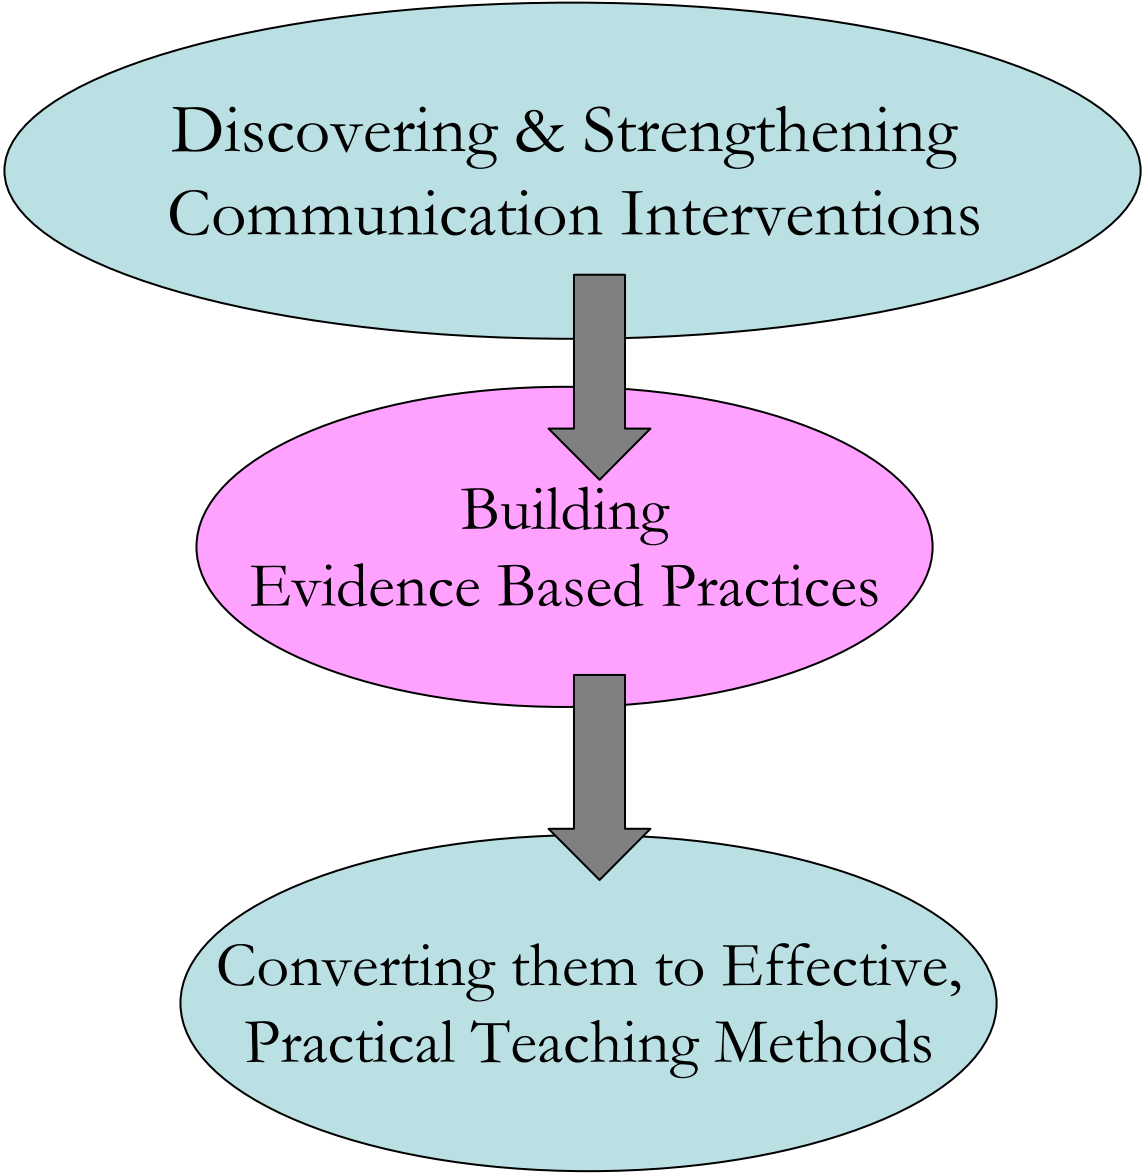 Discovering & Strengthening
Communication Interventions
Building
Evidence Based Practices
Converting them to Effective,
Practical Teaching Methods